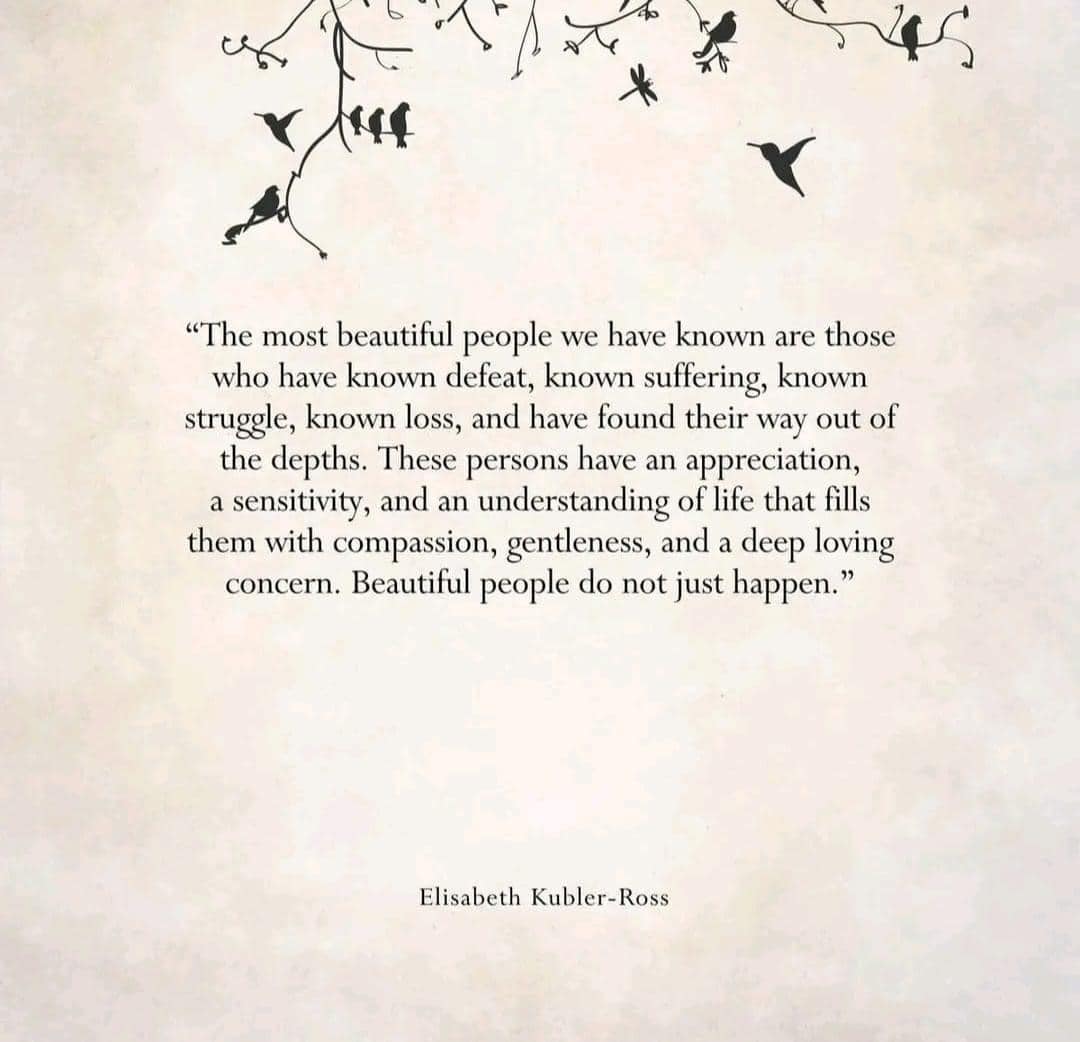 “The most beautiful people we have known are those
who have known defeat, known suffering, known
struggle, known loss, and have found their way out of
the depths. These persons have an appreciation,
a sensitivity, and an understanding of life that fills
them with compassion, gentleness, and a deep loving
concern. Beautiful people do not just happen.”
Elisabeth Kubler-Ross